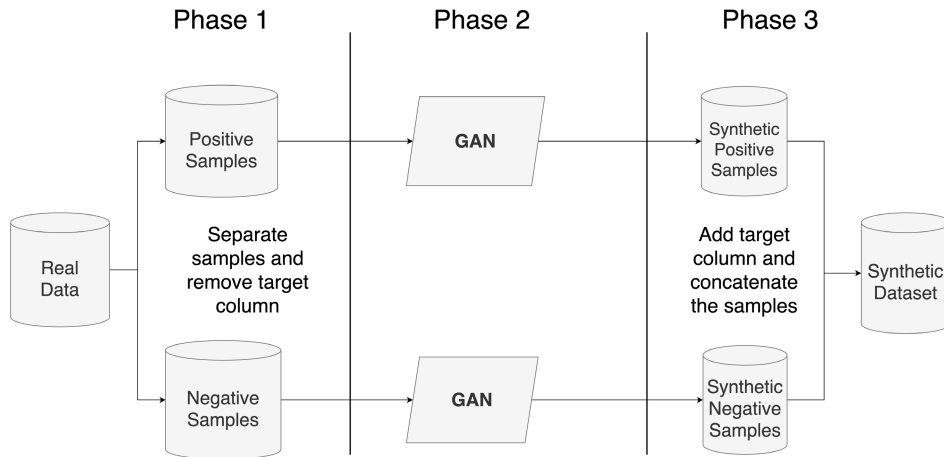 Phase 1
Phase 2
Phase 3
Positive
Samples
GAN
Synthetic
Positive
Samples
Real
Data
Separate
samples and
remove target
column
Add target
column and
concatenate
the samples
Synthetic
Dataset
Negative
Samples
GAN
Synthetic
Negative
Samples